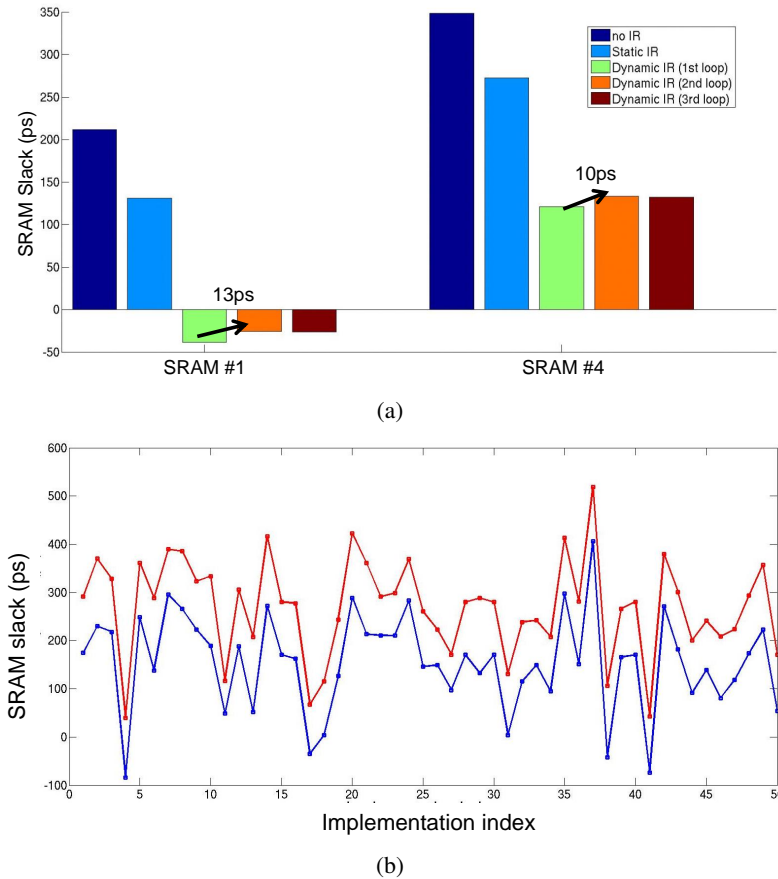 350
300
250
200
150
100
50
0
-50
SRAM Slack (ps)
no IR
Static IR
Dynamic IR (1st loop)
Dynamic IR (2nd loop)
Dynamic IR (3rd loop)
13ps
10ps
SRAM #1
SRAM #4
(a)
600
500
400
300
200
100
0
-100
SRAM slack (ps)
0 5 10 15 20 25 30 35 40 45 50
Implementation index
(b)